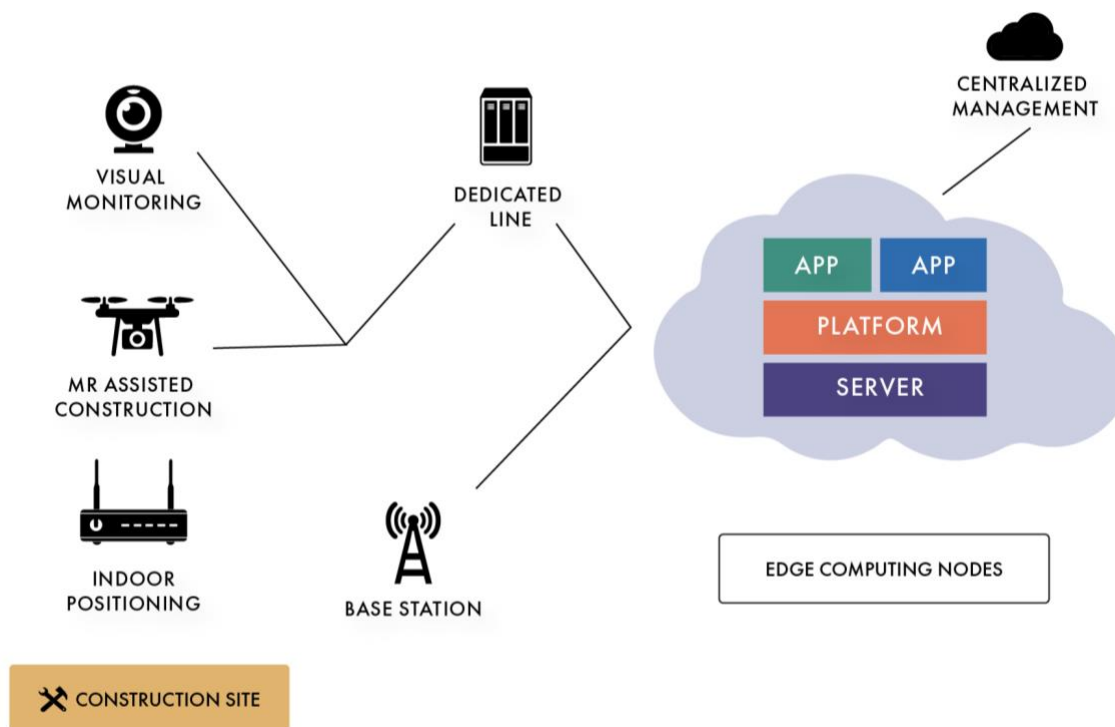 CENTRALIZED
MANAGEMENT
VISUAL
MONITORING
DEDICATED
LINE
APP
APP
PLATFORM
SERVER
MR ASSISTED
CONSTRUCTION
INDOOR
POSITIONING
BASE STATION
EDGE COMPUTING NODES
CONSTRUCTION SITE